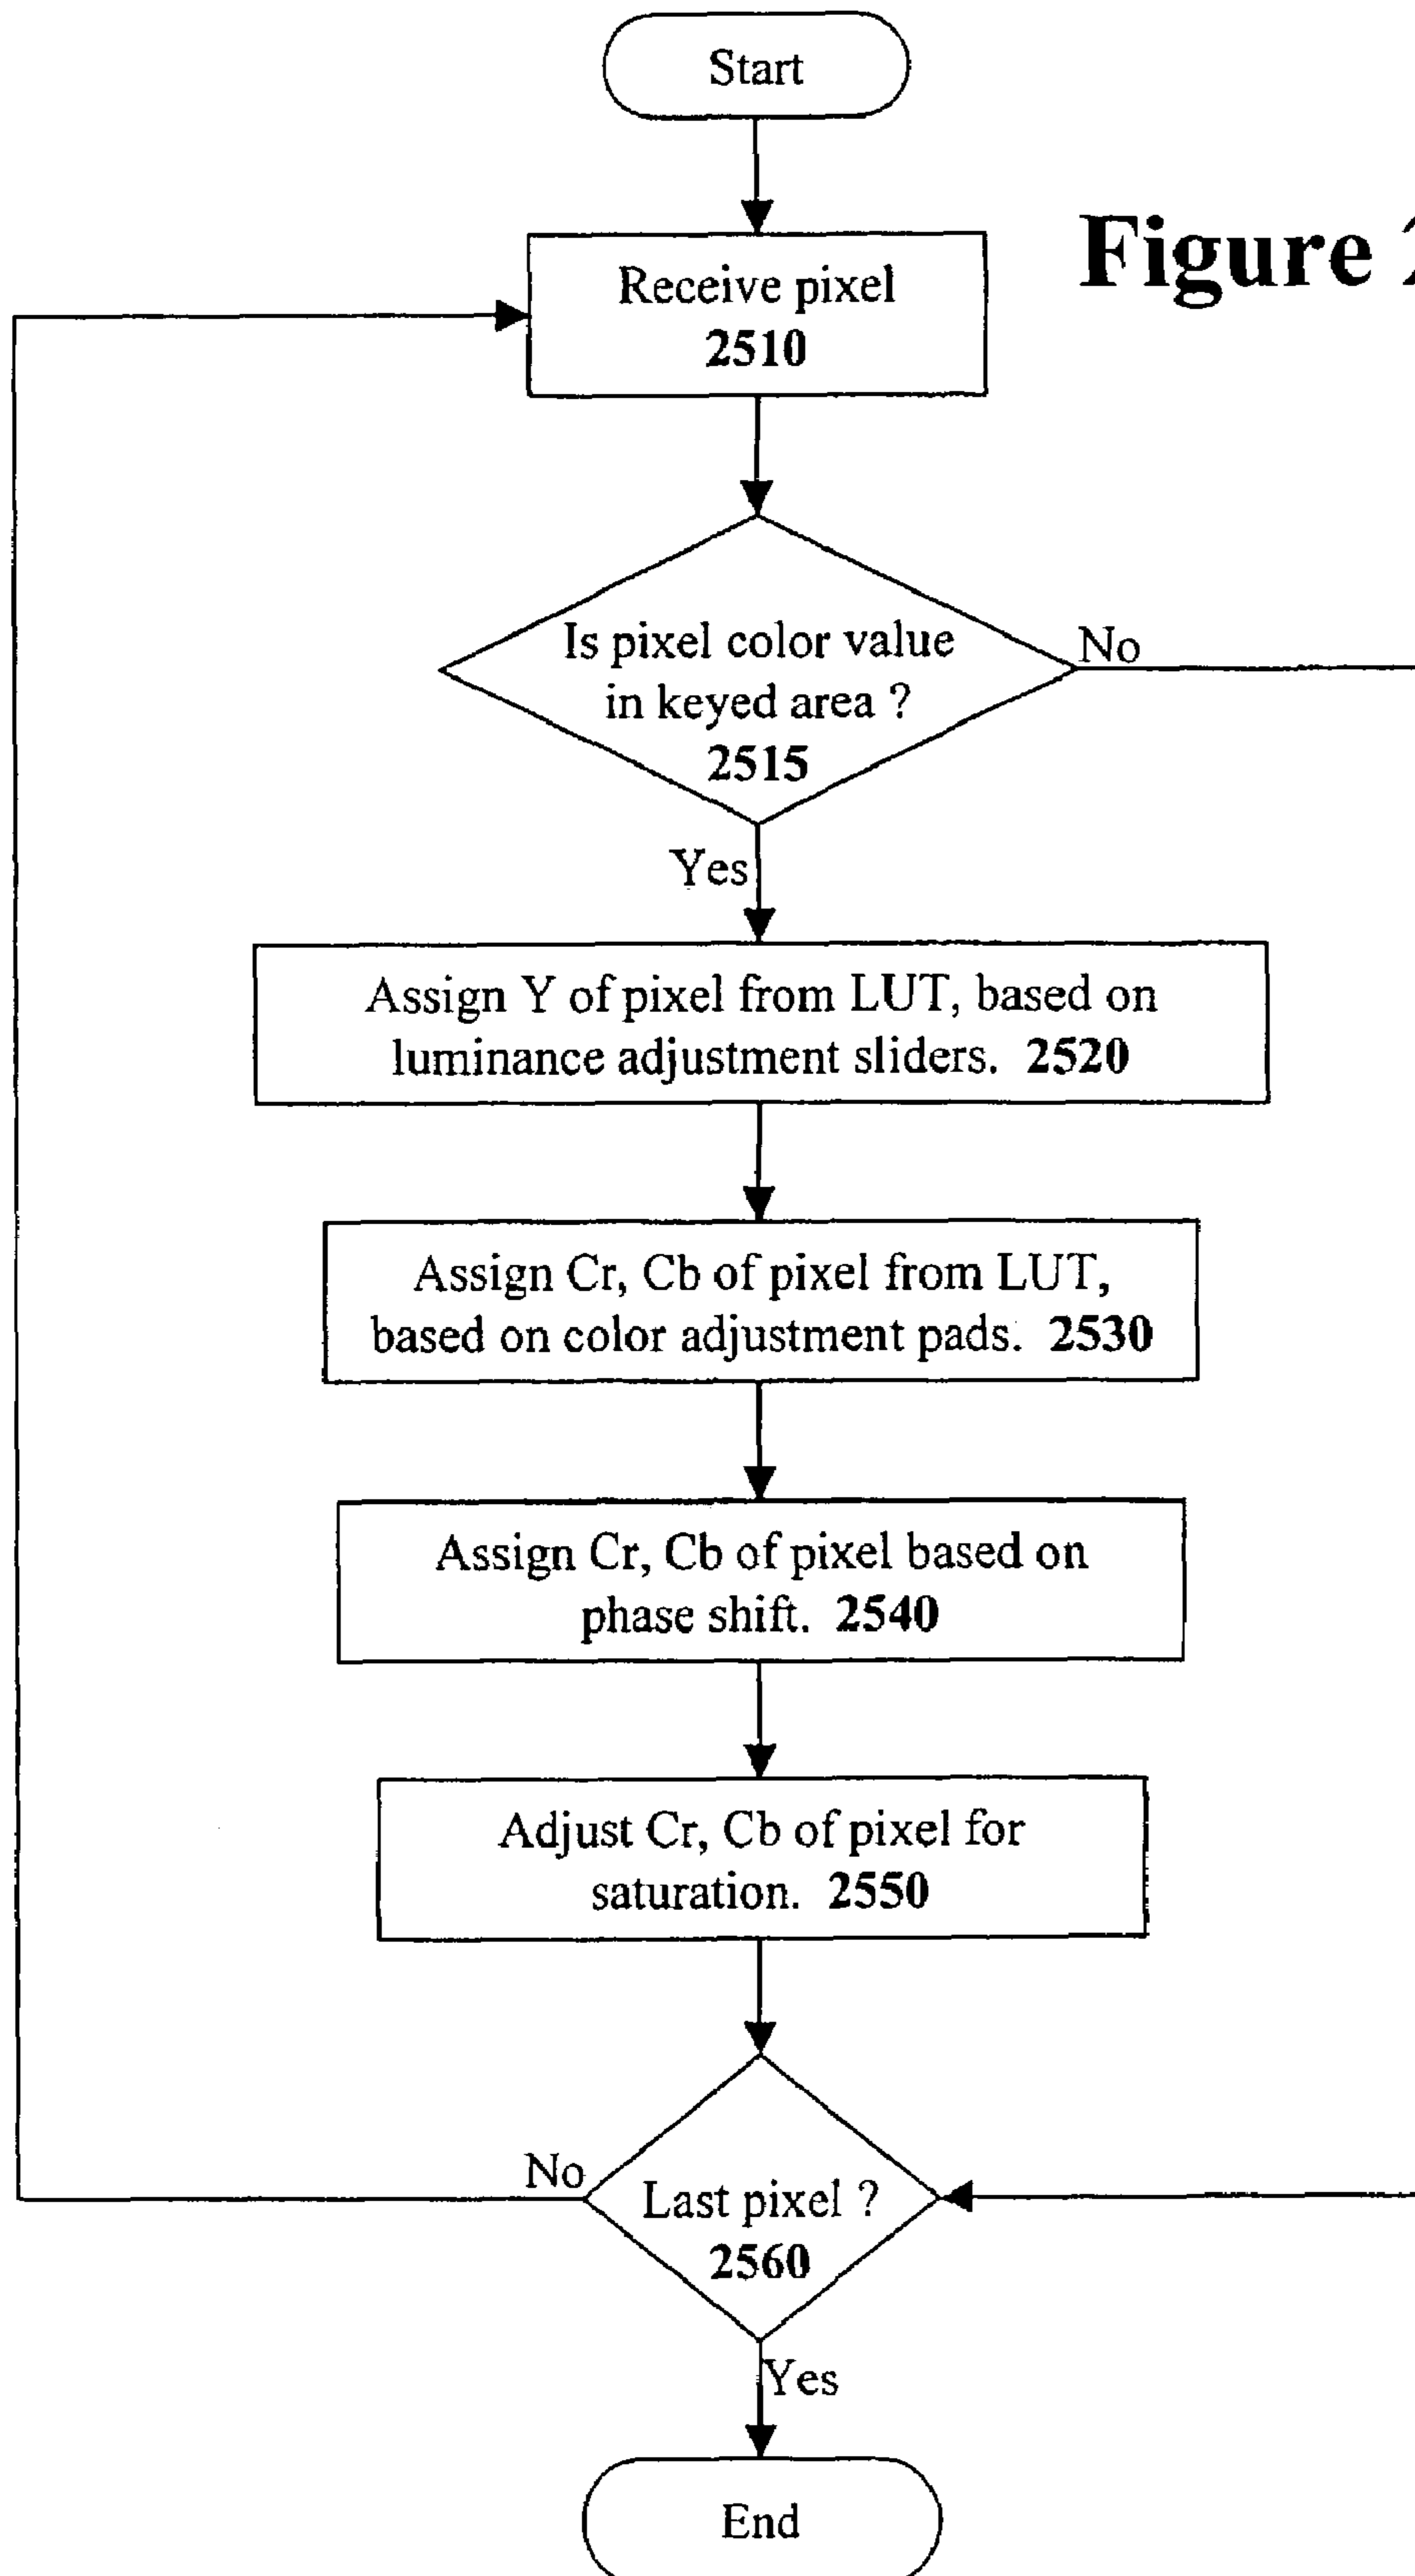 Start
Figure 2
Receive pixel
2510
Is pixel color value
in keyed area ?
2515
No
Yes
Assign Y of pixel from LUT, based on
luminance adjustment sliders. 2520
Assign Cr, Cb of pixel from LUT,
based on color adjustment pads. 2530
Assign Cr, Cb of pixel based on
phase shift. 2540
Adjust Cr, Cb of pixel for
saturation. 2550
No
Last pixel ?
2560
Yes
End